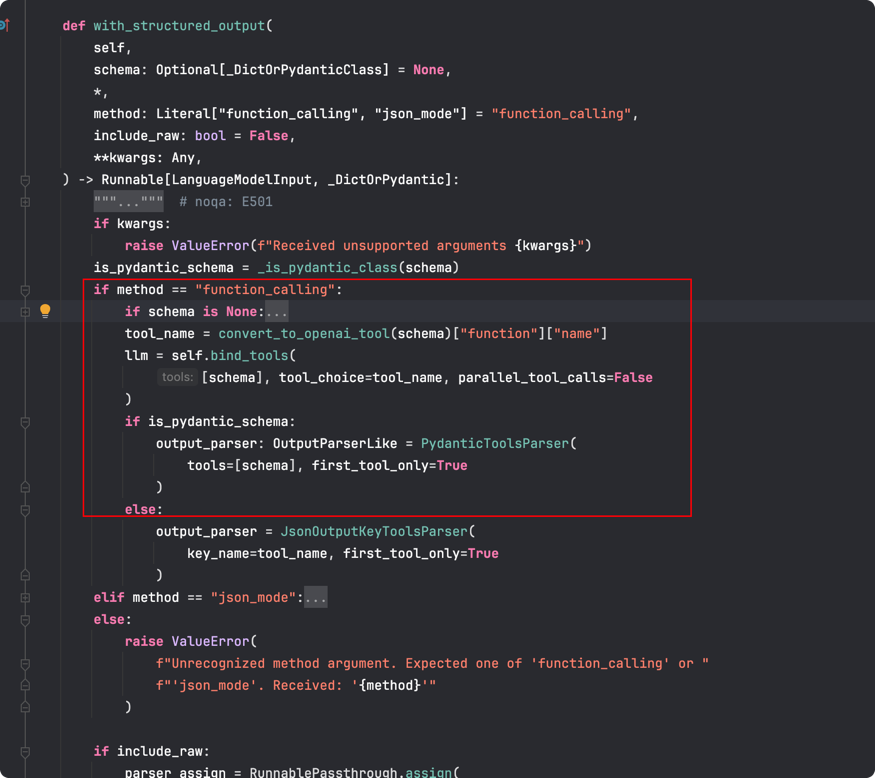 def with_structured_output(
self,
schema: Optional[_DictOrPydanticClass] = None,
*,
method: Literal["function_calling", "json_mode"] = "function_calling",
include_raw: bool = False,
**kwargs: Any,
) -> Runnable[LanguageModelInput, _DictOrPydantic]:
"""...""" # noqa: E501
if kwargs:
raise ValueError(f"Received unsupported arguments {kwargs}")
is_pydantic_schema = _is_pydantic_class(schema)
if method == "function_calling":
if schema is None:...
tool_name = convert_to_openai_tool(schema)["function"]["name"]
llm = self.bind_tools(
tools: [schema], tool_choice=tool_name, parallel_tool_calls=False
)
if is_pydantic_schema:
output_parser: OutputParserLike = PydanticToolsParser(
tools=[schema], first_tool_only=True
)
else:
output_parser = JsonOutputKeyToolsParser(
key_name=tool_name, first_tool_only=True
)
elif method == "json_mode":...
else:
raise ValueError(
f"Unrecognized method argument. Expected one of 'function_calling' or "
f"'json_mode'. Received: '{method}'"
)
if include_raw:
parser_assign = RunnablePassthrough.assign(